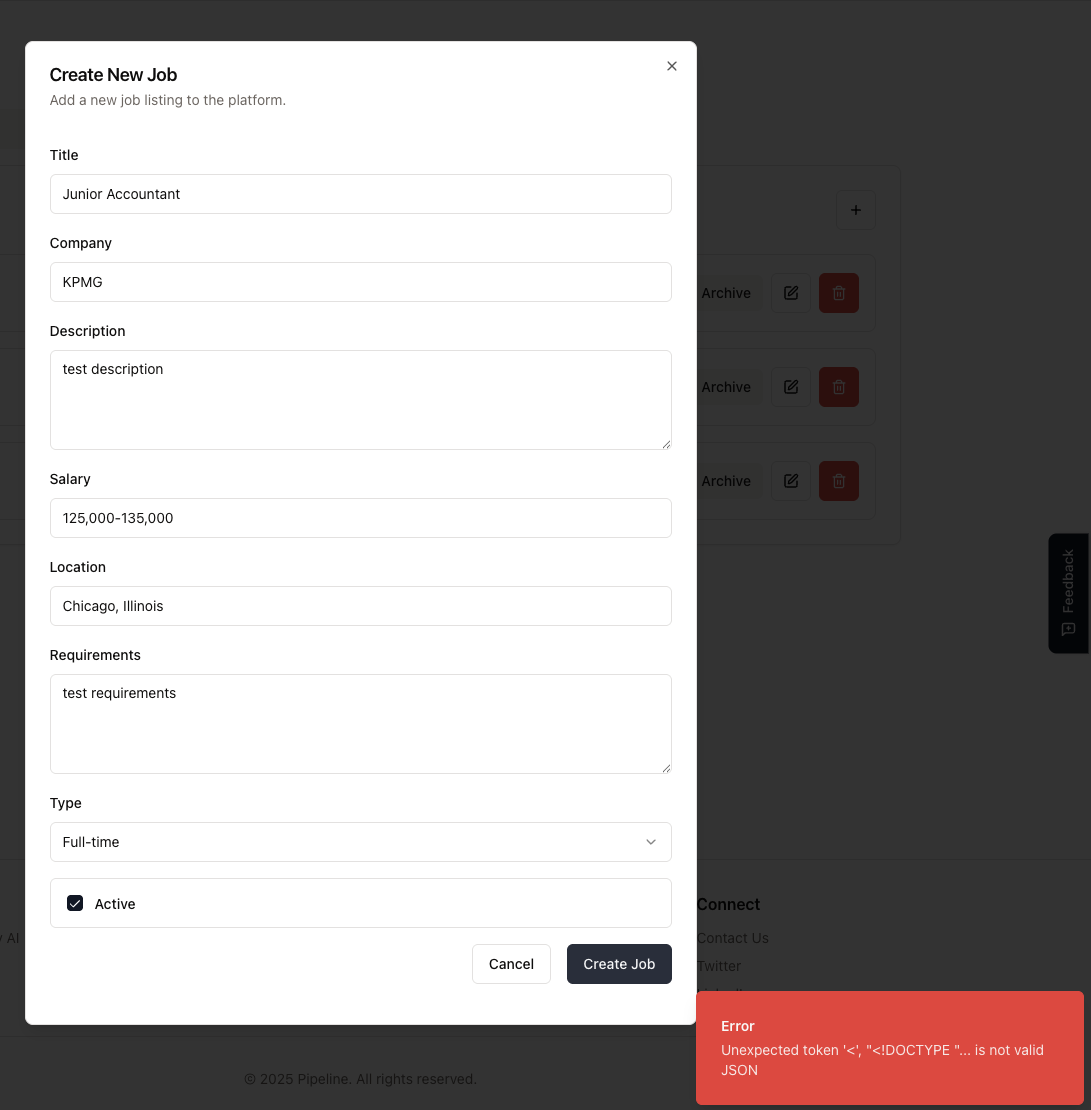 Create New Job
Add a new job listing to the platform.
Title
Junior Accountant
Company
KPMG
Description
test description
Salary
125,000-135,000
Location
Chicago, Illinois
Requirements
test requirements
Type
Full-time
Active
Cancel
Create Job
Archive
Archive
Archive
Feedback
y AI
Connect
Contact Us
Twitter
Error
Unexpected token '<', "<!DOCTYPE "... is not valid
JSON
© 2025 Pipeline. All rights reserved.